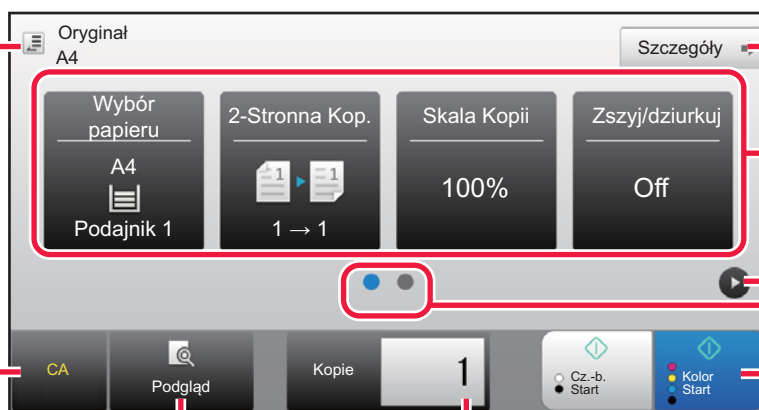 Oryginał
A4
Szczegóły
Wybór
papieru
A4
Podajnik 1
2-Stronna Kop.
1 1
1 → 1
Skala Kopii
100%
Zszyj/dziurkuj
Off
CA
Podgląd
Kopie
1
Cz.-b.
Start
Kolor
Start